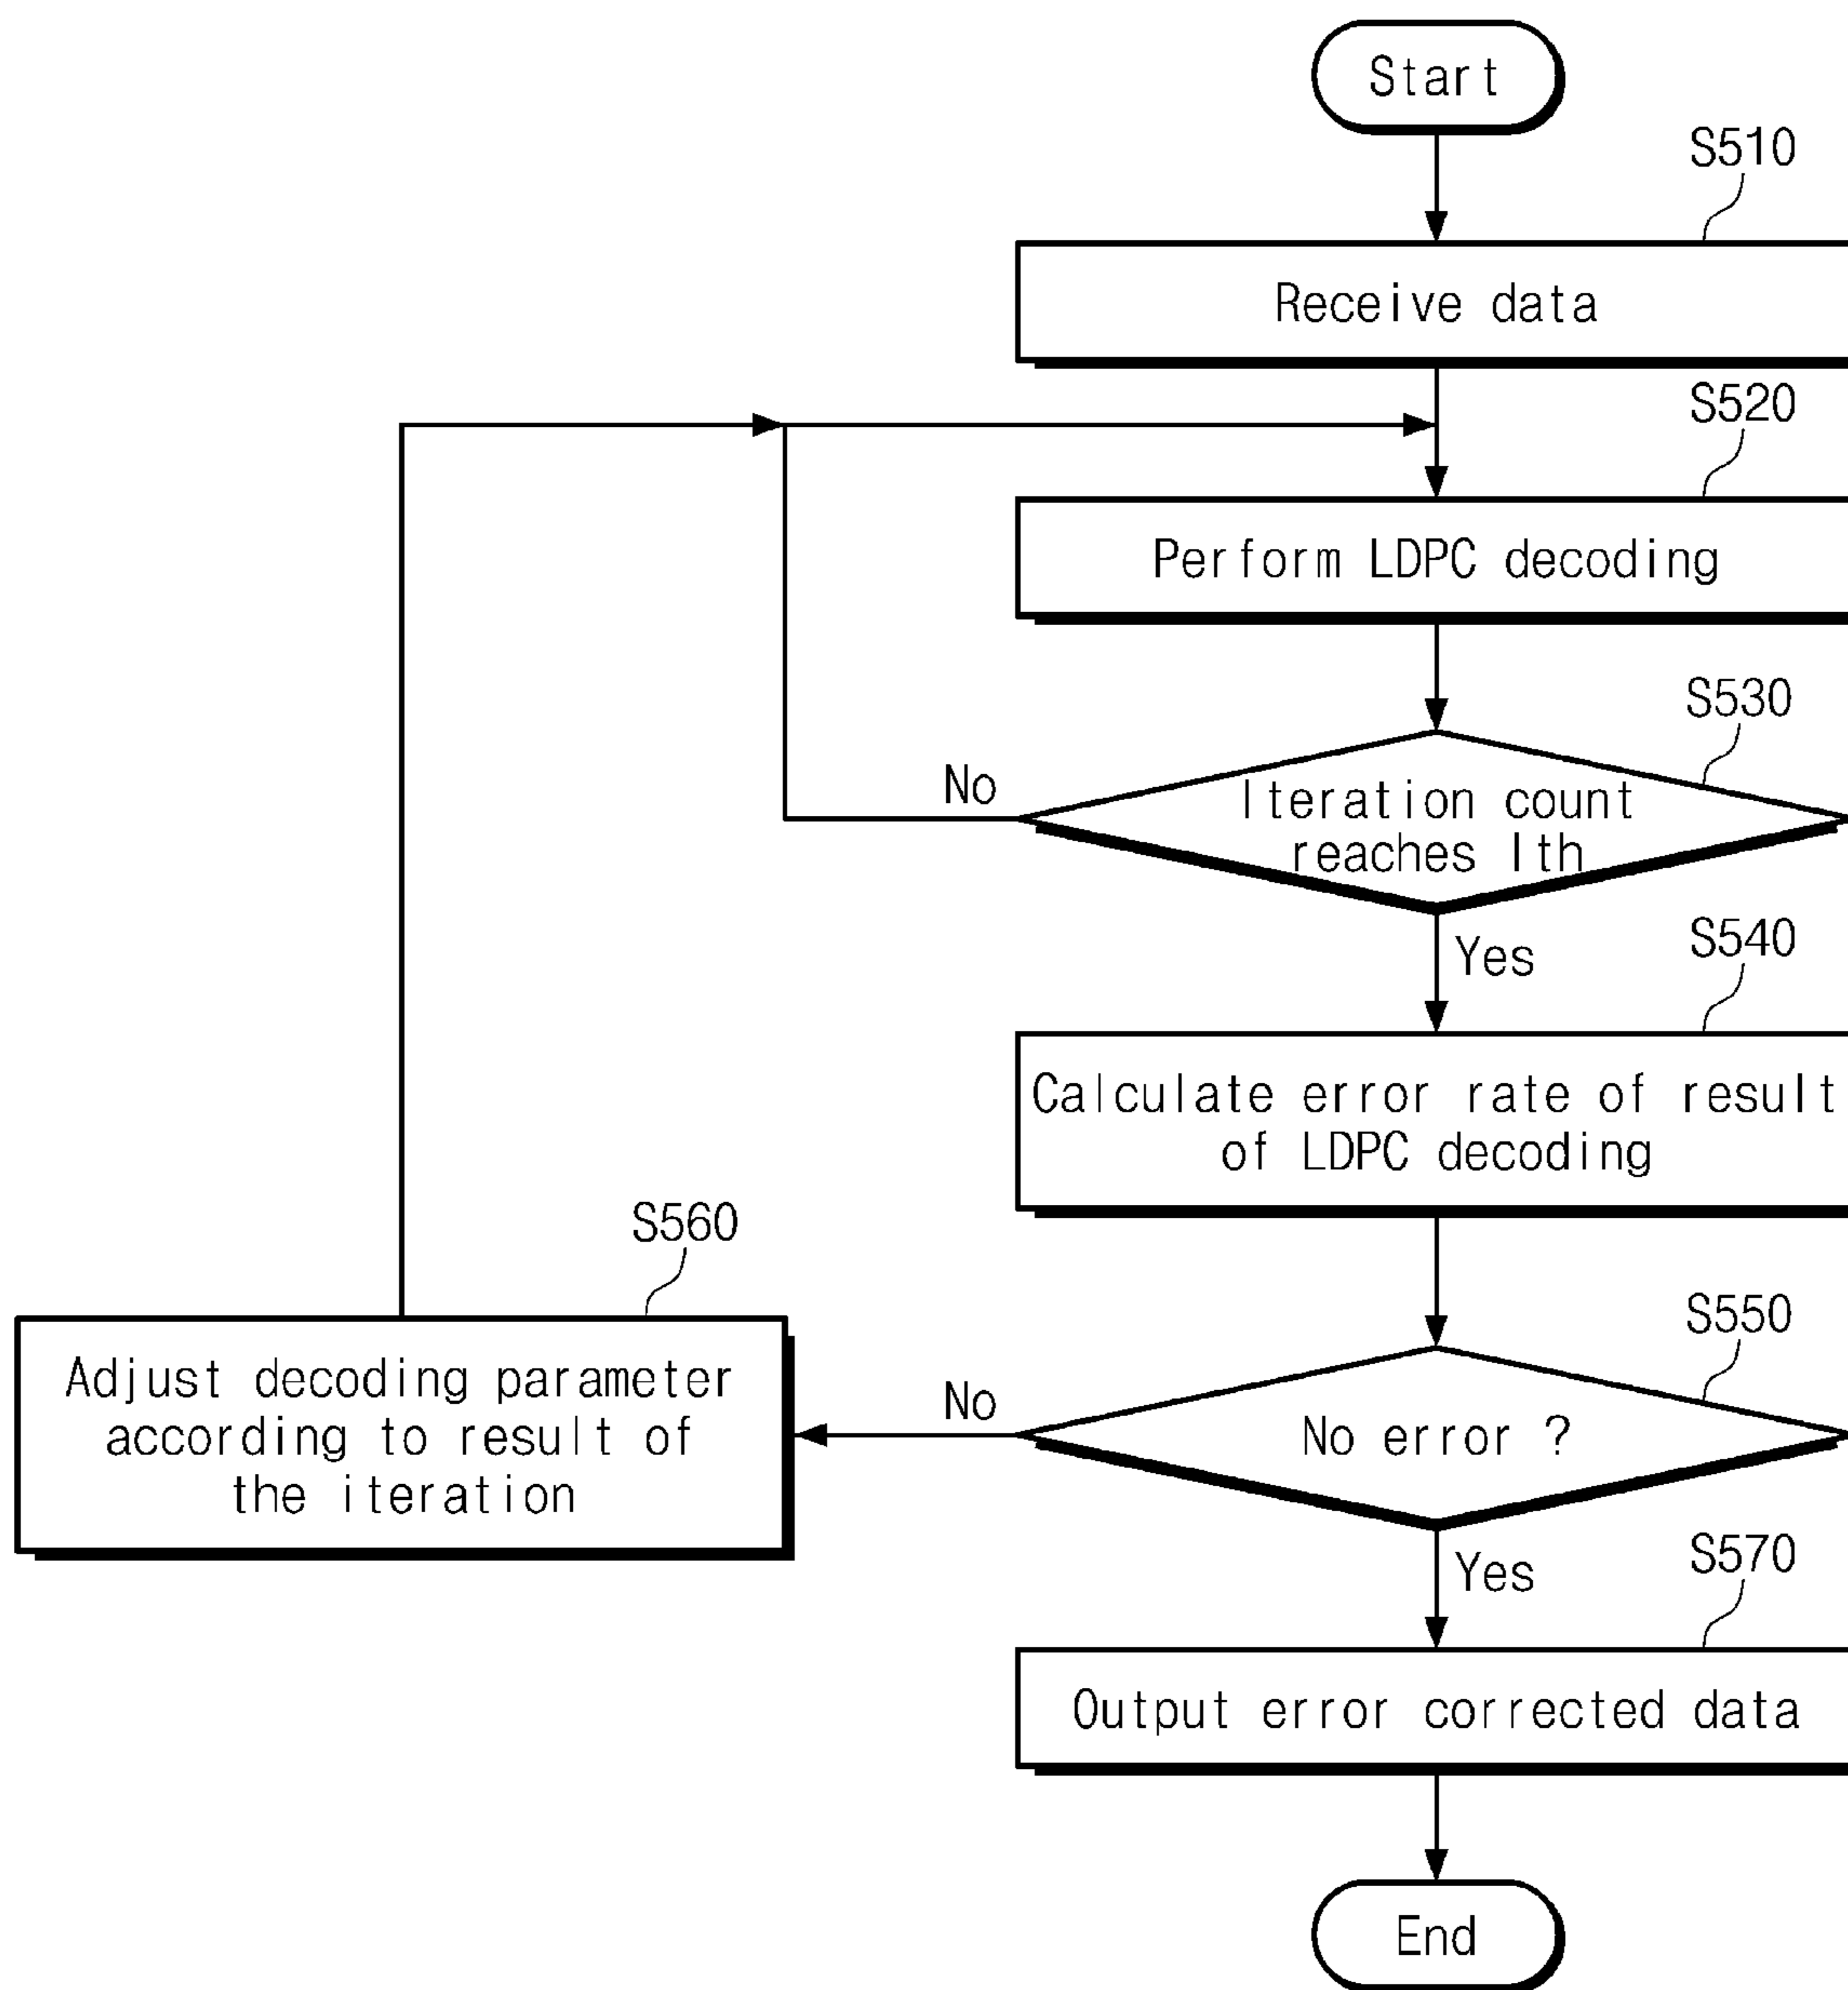 Start
S510
Receive data
S520
Perform LDPC decoding
S530
No
Iteration count
reaches Ith
Yes
S540
Calculate error rate of result
of LDPC decoding
S560
Adjust decoding parameter
according to result of
the iteration
S550
No
No error ?
Yes
S570
Output error corrected data
End